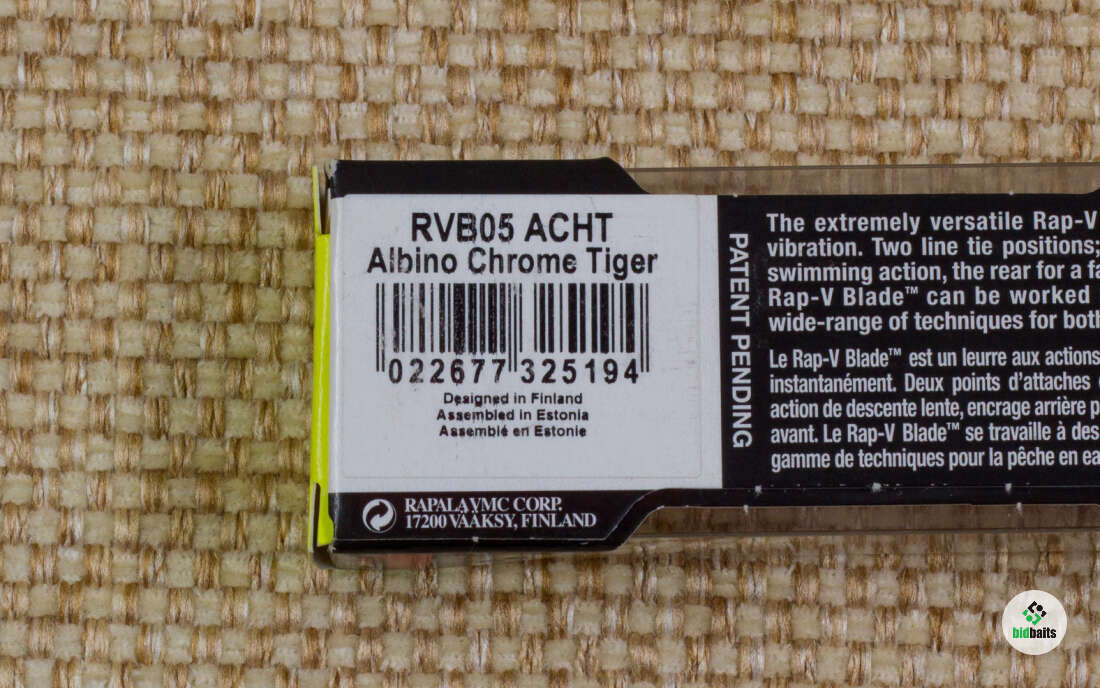 RVB05 ACHT
Albino Chrome Tiger
022677 325194
Designed in Finland
Assembled in Estonia
Assemblé en Estonie
RAPALA VMC CORP.
17200 VÄÄKSY, FINLAND
PATENT PENDING
The extremely versatile Rap-V
vibration. Two line tie positions;
swimming action, the rear for a
Rap-V Blade™ can be worked
wide-range of techniques for
Le Rap-V Blade™ est un leurre aux actions
instantanément. Deux points d'attaches
action de descente lente, encrage arrière
avant. Le Rap-V Blade™ se travaille à des
gamme de techniques pour la pêche en
bidbaits